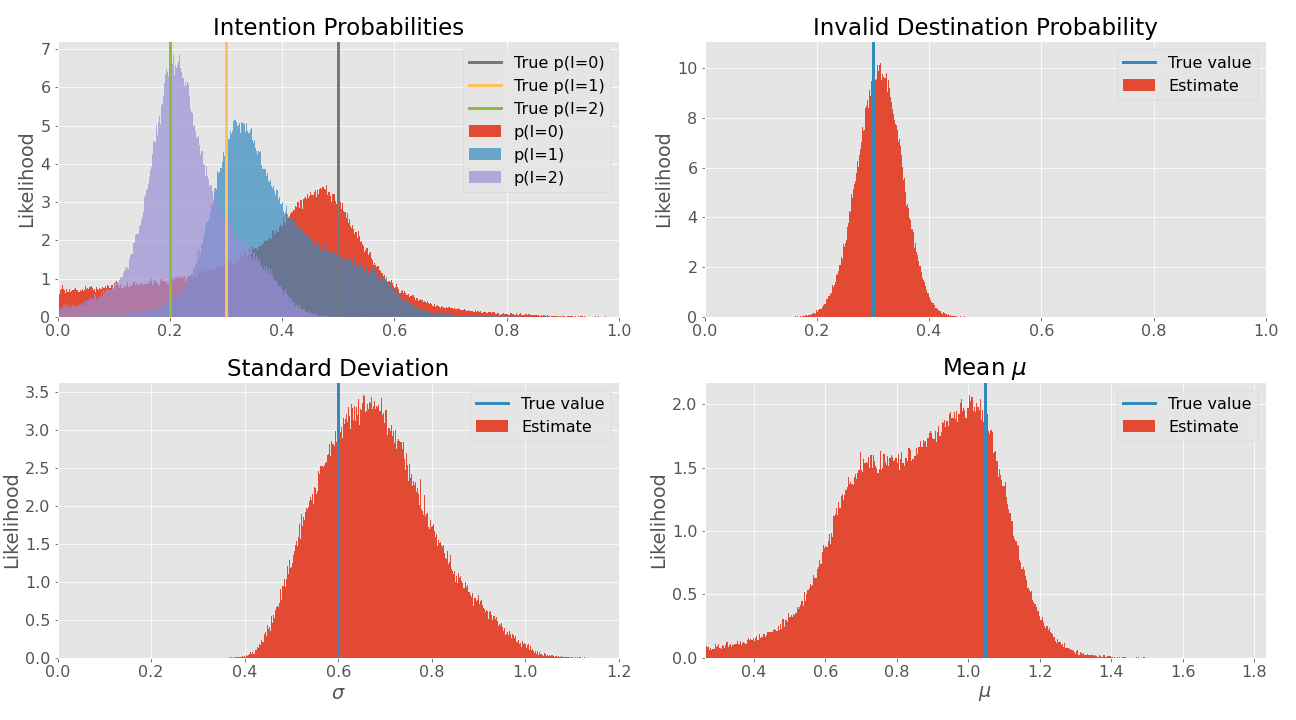 Intention Probabilities
Likelihood
7
6
5
4
3
2
1
0
0.0 0.2 0.4 0.6 0.8 1.0
True p(I=0)
True p(I=1)
True p(I=2)
p(I=0)
p(I=1)
p(I=2)
Invalid Destination Probability
Likelihood
10
8
6
4
2
0
0.0 0.2 0.4 0.6 0.8 1.0
True value
Estimate
Standard Deviation
Likelihood
3.5
3.0
2.5
2.0
1.5
1.0
0.5
0.0
0.0 0.2 0.4 0.6 0.8 1.0 1.2
σ
True value
Estimate
Mean μ
Likelihood
2.0
1.5
1.0
0.5
0.0
0.4 0.6 0.8 1.0 1.2 1.4 1.6 1.8
μ
True value
Estimate